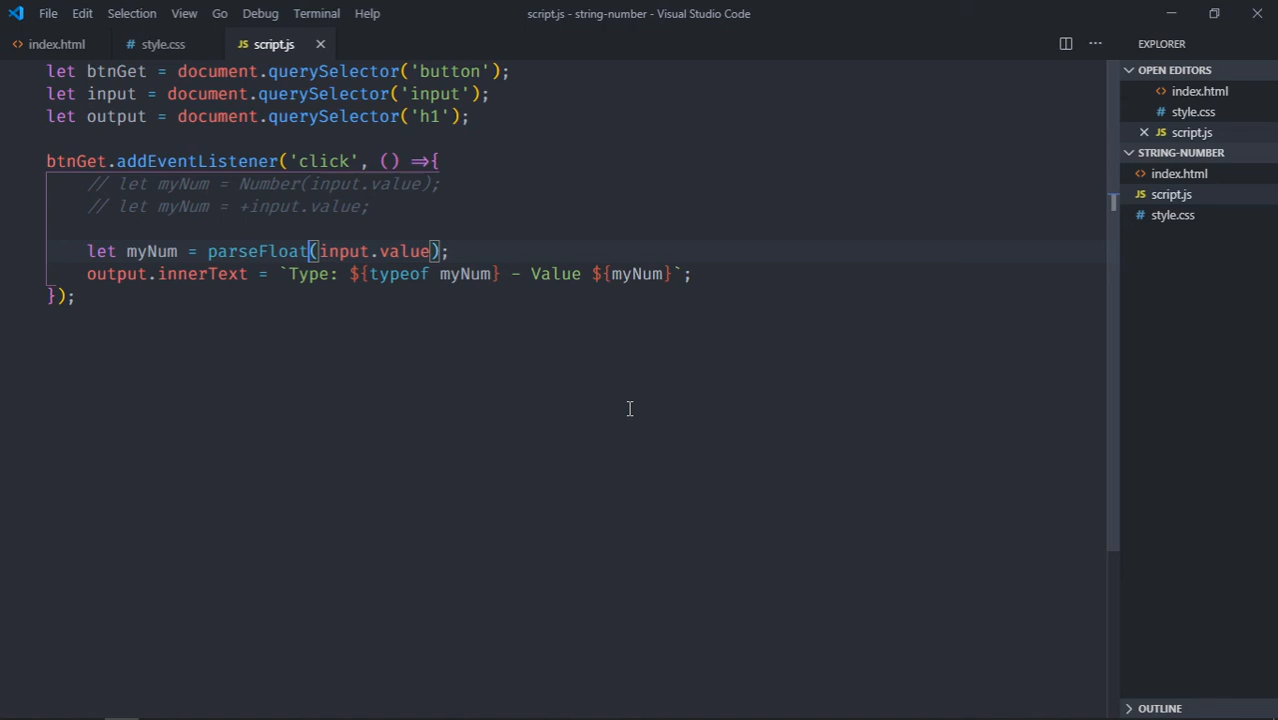 File Edit Selection View Go Debug Terminal Help script.js - string-number - Visual Studio Code
index.html style.css JS script.js
let btnGet = document.querySelector('button');
let input = document.querySelector('input');
let output = document.querySelector('h1');
btnGet.addEventListener('click', () =>{
// let myNum = Number(input.value);
// let myNum = +input.value;
let myNum = parseFloat(input.value);
output.innerText = `Type: ${typeof myNum} - Value ${myNum}`;
});
EXPLORER
OPEN EDITORS
index.html
style.css
JS script.js
STRING-NUMBER
index.html
JS script.js
style.css
OUTLINE